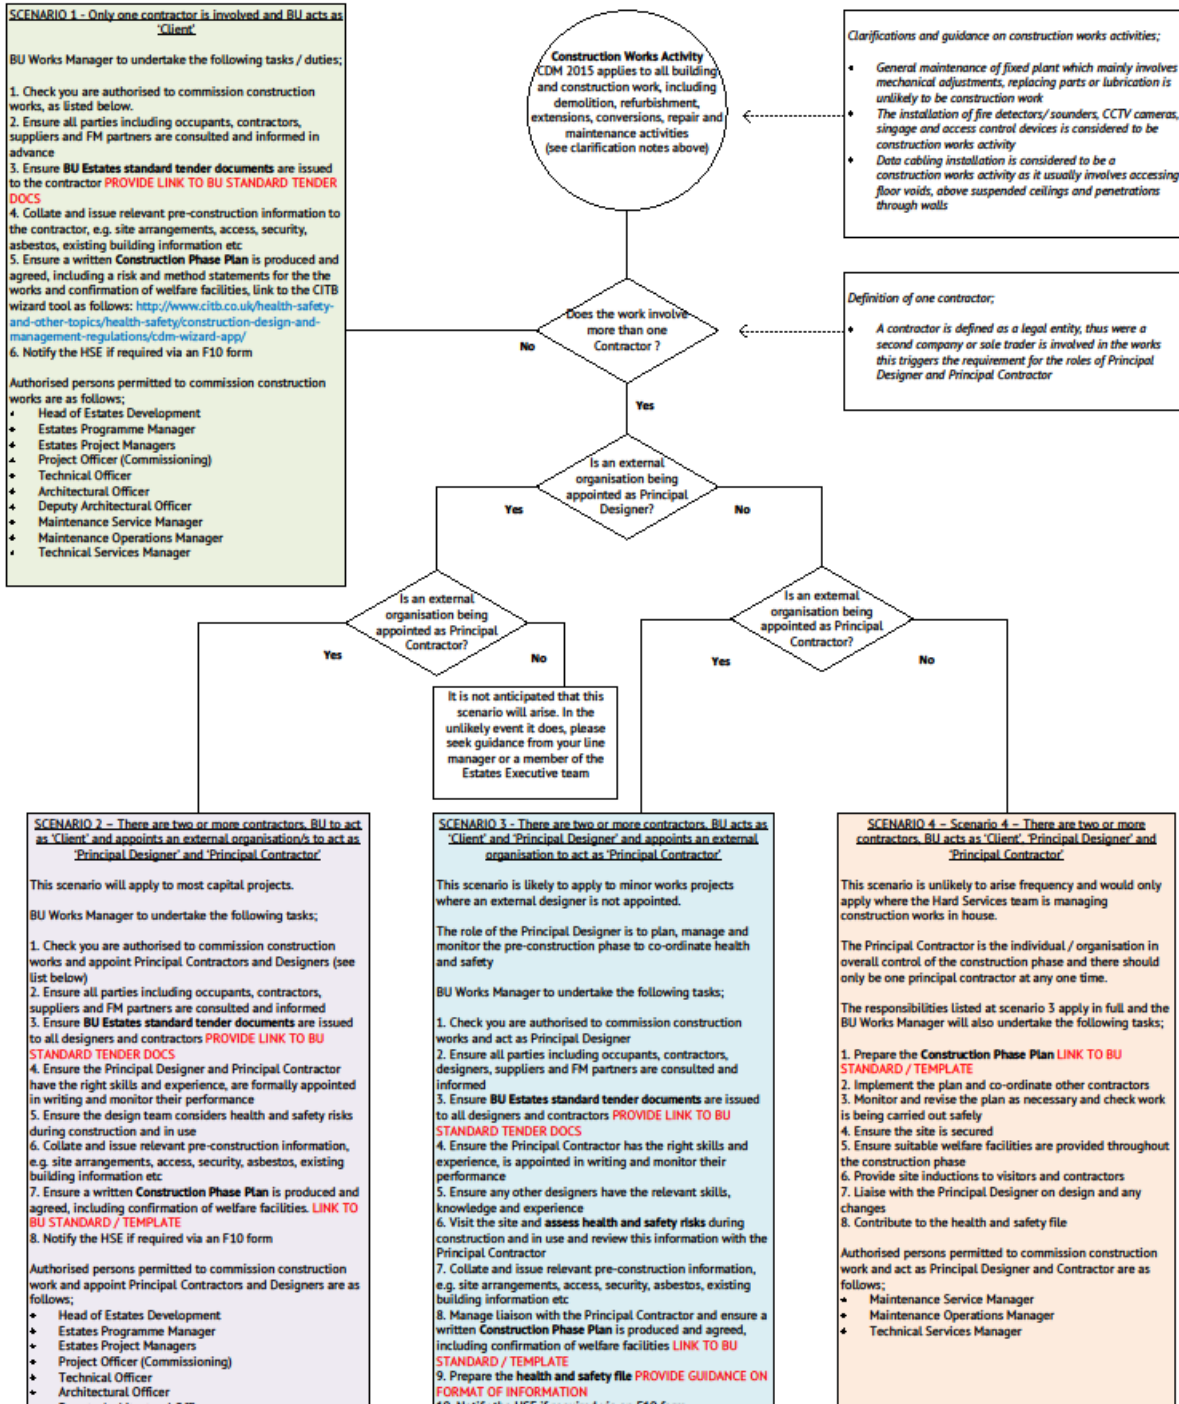 SCENARIO 1 - Only one contractor is involved and BU acts as
'Client'
BU Works Manager to undertake the following tasks / duties;
1. Check you are authorised to commission construction
works, as listed below.
2. Ensure all parties including occupants, contractors,
suppliers and FM partners are consulted and informed in
advance
3. Ensure BU Estates standard tender documents are issued
to the contractor PROVIDE LINK TO BU STANDARD TENDER
DOCS
4. Collate and issue relevant pre-construction information to
the contractor, e.g. site arrangements, access, security,
asbestos, existing building information etc
5. Ensure a written Construction Phase Plan is produced and
agreed, including a risk and method statements for the the
works and confirmation of welfare facilities, link to the CITB
wizard tool as follows: http://www.citb.co.uk/health-safety-
and-other-topics/health-safety/construction-design-and-
management-regulations/cdm-wizard-app/
6. Notify the HSE if required via an F10 form
Authorised persons permitted to commission construction
works are as follows;
Head of Estates Development
Estates Programme Manager
Estates Project Managers
Project Officer (Commissioning)
Technical Officer
Architectural Officer
Deputy Architectural Officer
Maintenance Service Manager
Maintenance Operations Manager
Technical Services Manager
Construction Works Activity
CDM 2015 applies to all building
and construction work, including
demolition, refurbishment,
extensions, conversions, repair and
maintenance activities
(see clarification notes above)
Clarifications and guidance on construction works activities;
General maintenance of fixed plant which mainly involves
mechanical adjustments, replacing parts or lubrication is
unlikely to be construction work
The installation of fire detectors/ sounders, CCTV cameras,
singage and access control devices is considered to be
construction works activity
Data cabling installation is considered to be a
construction works activity as it usually involves accessing
floor voids, above suspended ceilings and penetrations
through walls
Does the work involve
more than one
Contractor ?
No
Yes
Definition of one contractor;
A contractor is defined as a legal entity, thus were a
second company or sole trader is involved in the works
this triggers the requirement for the roles of Principal
Designer and Principal Contractor
Is an external
organisation being
appointed as Principal
Designer?
Yes
No
Is an external
organisation being
appointed as Principal
Contractor?
Yes
No
Is an external
organisation being
appointed as Principal
Contractor?
Yes
No
It is not anticipated that this
scenario will arise. In the
unlikely event it does, please
seek guidance from your line
manager or a member of the
Estates Executive team
SCENARIO 2 – There are two or more contractors, BU to act
as 'Client' and appoints an external organisation/s to act as
'Principal Designer' and 'Principal Contractor'
This scenario will apply to most capital projects.
BU Works Manager to undertake the following tasks;
1. Check you are authorised to commission construction
works and appoint Principal Contractors and Designers (see
list below)
2. Ensure all parties including occupants, contractors,
suppliers and FM partners are consulted and informed
3. Ensure BU Estates standard tender documents are issued
to all designers and contractors PROVIDE LINK TO BU
STANDARD TENDER DOCS
4. Ensure the Principal Designer and Principal Contractor
have the right skills and experience, are formally appointed
in writing and monitor their performance
5. Ensure the design team considers health and safety risks
during construction and in use
6. Collate and issue relevant pre-construction information,
e.g. site arrangements, access, security, asbestos, existing
building information etc
7. Ensure a written Construction Phase Plan is produced and
agreed, including confirmation of welfare facilities. LINK TO
BU STANDARD / TEMPLATE
8. Notify the HSE if required via an F10 form
Authorised persons permitted to commission construction
work and appoint Principal Contractors and Designers are as
follows;
Head of Estates Development
Estates Programme Manager
Estates Project Managers
Project Officer (Commissioning)
Technical Officer
Architectural Officer
SCENARIO 3 - There are two or more contractors, BU acts as
'Client' and 'Principal Designer' and appoints an external
organisation to act as 'Principal Contractor'
This scenario is likely to apply to minor works projects
where an external designer is not appointed.
The role of the Principal Designer is to plan, manage and
monitor the pre-construction phase to co-ordinate health
and safety
BU Works Manager to undertake the following tasks;
1. Check you are authorised to commission construction
works and act as Principal Designer
2. Ensure all parties including occupants, contractors,
designers, suppliers and FM partners are consulted and
informed
3. Ensure BU Estates standard tender documents are issued
to all designers and contractors PROVIDE LINK TO BU
STANDARD TENDER DOCS
4. Ensure the Principal Contractor has the right skills and
experience, is appointed in writing and monitor their
performance
5. Ensure any other designers have the relevant skills,
knowledge and experience
6. Visit the site and assess health and safety risks during
construction and in use and review this information with the
Principal Contractor
7. Collate and issue relevant pre-construction information,
e.g. site arrangements, access, security, asbestos, existing
building information etc
8. Manage liaison with the Principal Contractor and ensure a
written Construction Phase Plan is produced and agreed,
including confirmation of welfare facilities LINK TO BU
STANDARD / TEMPLATE
9. Prepare the health and safety file PROVIDE GUIDANCE ON
FORMAT OF INFORMATION
10. Notify the HSE if required via an F10 form
SCENARIO 4 – Scenario 4 – There are two or more
contractors, BU acts as 'Client', 'Principal Designer' and
'Principal Contractor'
This scenario is unlikely to arise frequency and would only
apply where the Hard Services team is managing
construction works in house.
The Principal Contractor is the individual / organisation in
overall control of the construction phase and there should
only be one principal contractor at any one time.
The responsibilities listed at scenario 3 apply in full and the
BU Works Manager will also undertake the following tasks;
1. Prepare the Construction Phase Plan LINK TO BU
STANDARD / TEMPLATE
2. Implement the plan and co-ordinate other contractors
3. Monitor and revise the plan as necessary and check work
is being carried out safely
4. Ensure the site is secured
5. Ensure suitable welfare facilities are provided throughout
the construction phase
6. Provide site inductions to visitors and contractors
7. Liaise with the Principal Designer on design and any
changes
8. Contribute to the health and safety file
Authorised persons permitted to commission construction
work and act as Principal Designer and Contractor are as
follows;
Maintenance Service Manager
Maintenance Operations Manager
Technical Services Manager